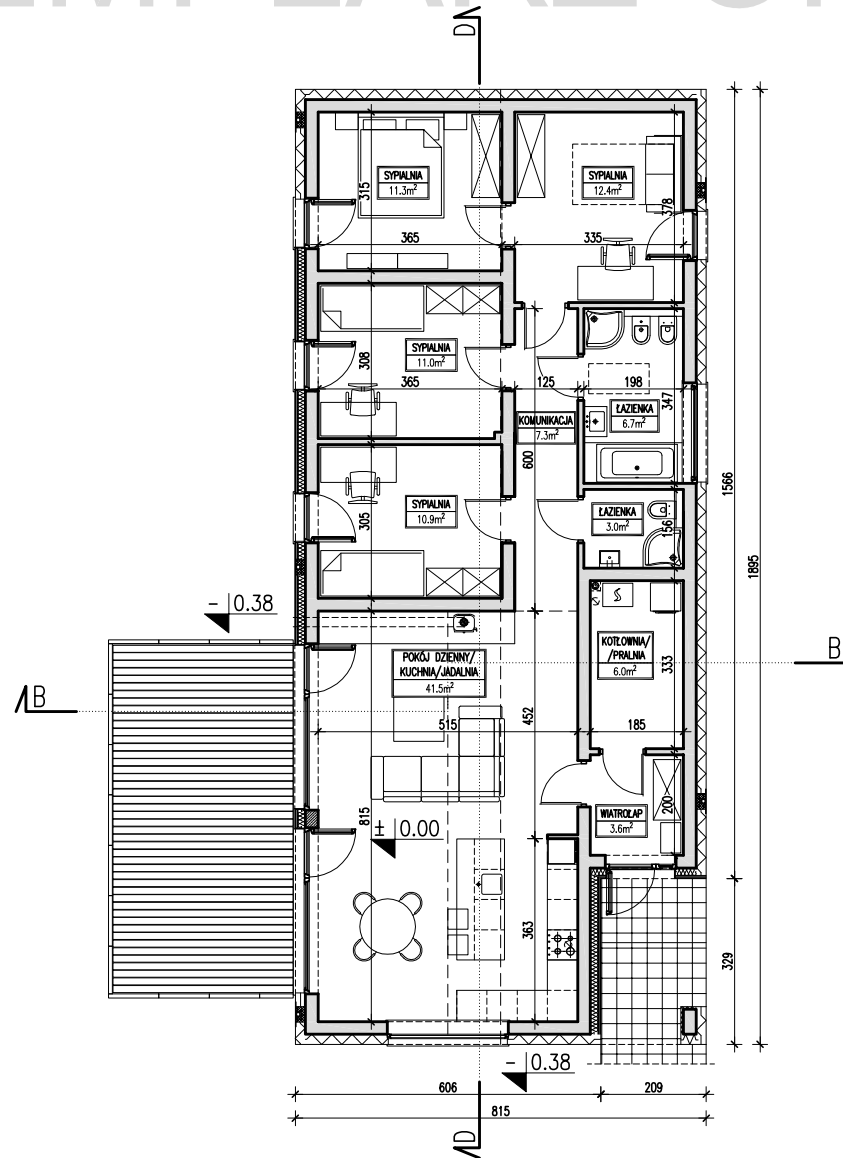 D
SYPIALNIA
11.3m²
315
365
SYPIALNIA
12.4m²
378
335
SYPIALNIA
11.0m²
308
365
125
198
347
ŁAZIENKA
6.7m²
KOMUNIKACJA
7.3m²
600
SYPIALNIA
10.9m²
305
ŁAZIENKA
3.0m²
156
1566
1895
- 0.38
POKÓJ DZIENNY/
KUCHNIA/JADALNIA
41.5m²
KOTŁOWNIA/
/PRALNIA
6.0m²
333
B
B
515
452
185
815
± 0.00
WIATROŁAP
3.6m²
200
363
329
- 0.38
606
209
815
D